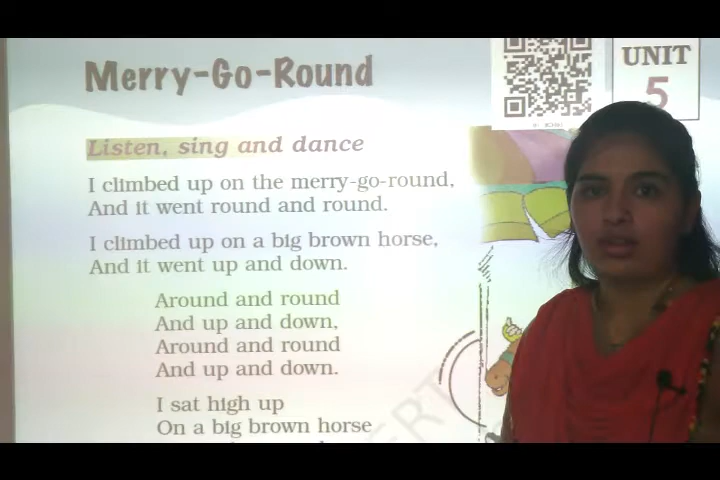 Merry-Go-Round
UNIT
5
Listen, sing and dance
I climbed up on the merry-go-round,
And it went round and round.
I climbed up on a big brown horse,
And it went up and down.
Around and round
And up and down,
Around and round
And up and down.
I sat high up
On a big brown horse